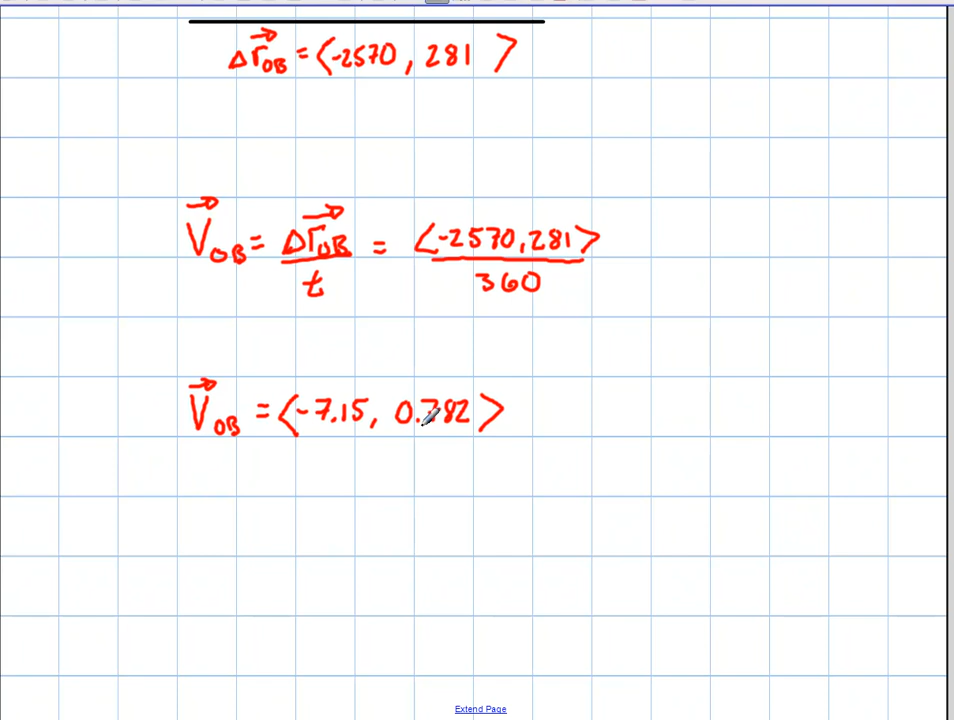 Δr⃗OB = ⟨-2570, 281⟩
V⃗OB = Δr⃗OB / t = ⟨-2570, 281⟩ / 360
V⃗OB = ⟨-7.15, 0.782⟩
Extend Page